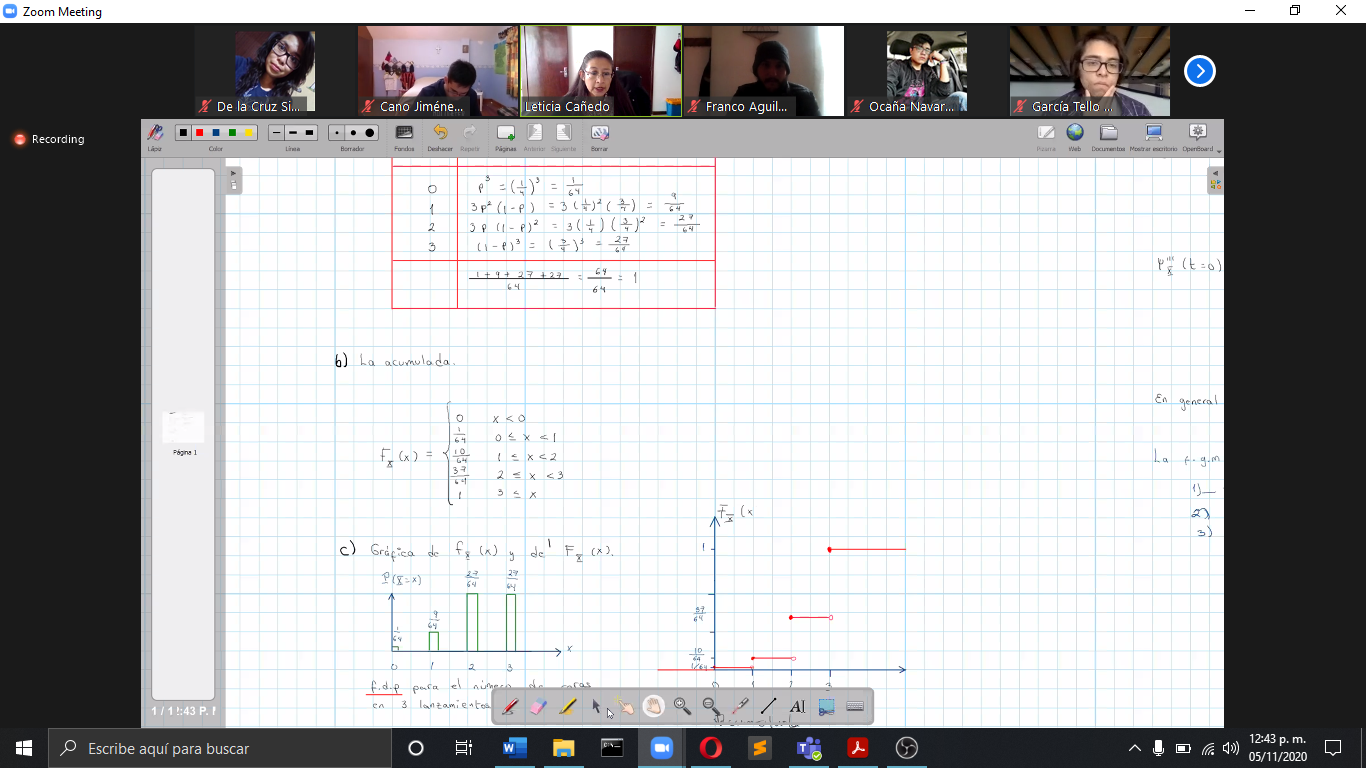 Zoom Meeting
De la Cruz Si...
Cano Jiméne...
Leticia Cañedo
Franco Aguil...
Ocaña Navar...
García Tello ...
Recording
Lápiz
Color
Línea
Borrador
Fondos
Deshacer
Repetir
Páginas
Anterior
Siguiente
Borrar
Pizarra
Web
Documentos
Mostrar escritorio
OpenBoard
0 p³ = (1/4)³ = 1/64
1 3p²(1-p) = 3(1/4)²(3/4) = 9/64
2 3p(1-p)² = 3(1/4)(3/4)² = 27/64
3 (1-p)³ = (3/4)³ = 27/64
(1+9+27+27)/64 = 64/64 = 1
(t=0)
b) La acumulada.
En general
F_X(x) =
0 x < 0
1/64 0 ≤ x < 1
10/64 1 ≤ x < 2
37/64 2 ≤ x < 3
1 3 ≤ x
La f.g.m
1)
2)
3)
Página 1
F_X (x
c) Gráfica de f_X(x) y de F_X(x).
P(X=x)
1/64
9/64
27/64
27/64
x
0 1 2 3
1
37/64
10/64
1/64
0 1 2 3
f.d.p para el número de caras
en 3 lanzamientos
AI
Escribe aquí para buscar
12:43 p. m.
05/11/2020